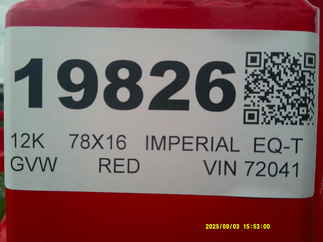 19826
12K 78X16 IMPERIAL EQ-T
GVW RED VIN 72041
2025/09/03 15:53:00